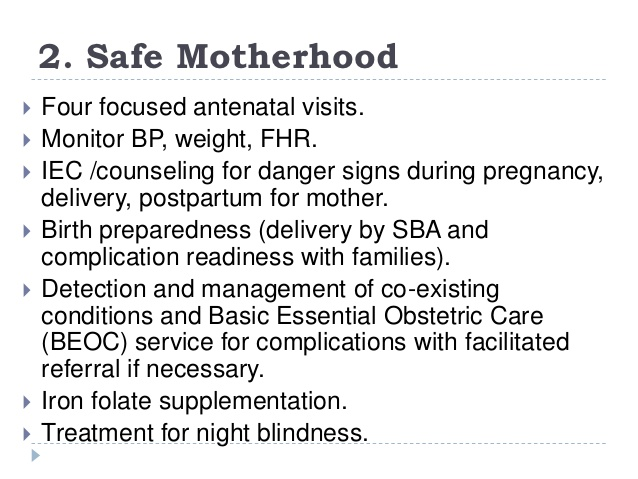 2. Safe Motherhood
Four focused antenatal visits.
Monitor BP, weight, FHR.
IEC /counseling for danger signs during pregnancy,
delivery, postpartum for mother.
Birth preparedness (delivery by SBA and
complication readiness with families).
Detection and management of co-existing
conditions and Basic Essential Obstetric Care
(BEOC) service for complications with facilitated
referral if necessary.
Iron folate supplementation.
Treatment for night blindness.